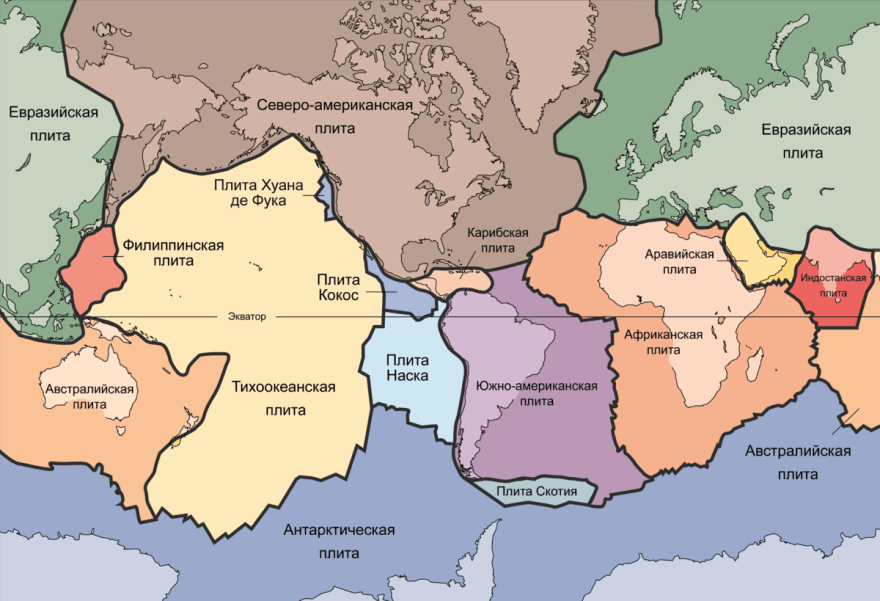 Евразийская
плита
Северо-американская
плита
Евразийская
плита
Плита Хуана
де Фука
Филиппинская
плита
Карибская
плита
Аравийская
плита
Индостанская
плита
Плита
Кокос
Экватор
Африканская
плита
Австралийская
плита
Тихоокеанская
плита
Плита
Наска
Южно-американская
плита
Австралийская
плита
Плита Скотия
Антарктическая
плита